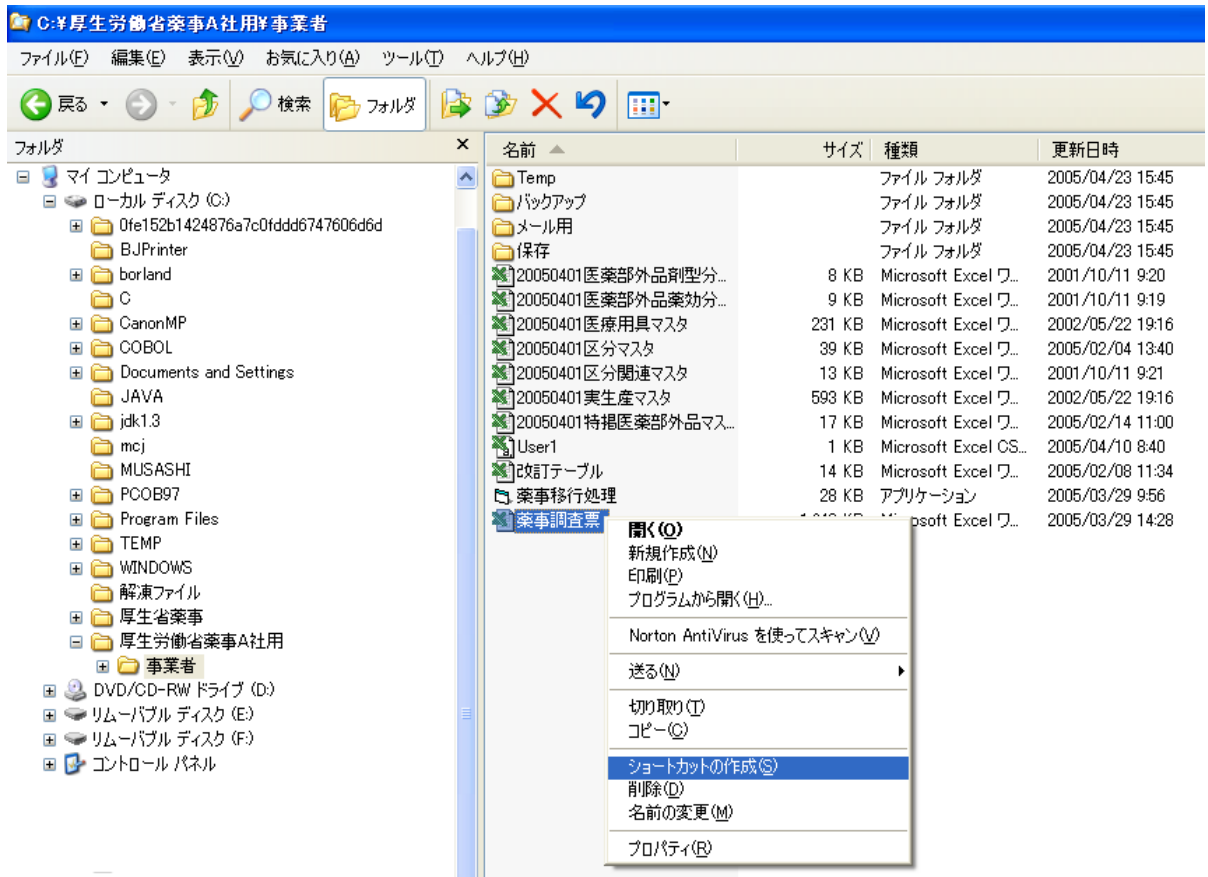 C:¥厚生労働省薬事A社用¥事業者
ファイル(F) 編集(E) 表示(V) お気に入り(A) ツール(T) ヘルプ(H)
戻る 検索 フォルダ
フォルダ ×
マイ コンピュータ
ローカル ディスク (C:)
0fe152b1424876a7c0fddd6747606d6d
BJPrinter
borland
C
CanonMP
COBOL
Documents and Settings
JAVA
jdk1.3
mcj
MUSASHI
PCOB97
Program Files
TEMP
WINDOWS
解凍ファイル
厚生省薬事
厚生労働省薬事A社用
事業者
DVD/CD-RW ドライブ (D:)
リムーバブル ディスク (E:)
リムーバブル ディスク (F:)
コントロール パネル
名前 サイズ 種類 更新日時
Temp ファイル フォルダ 2005/04/23 15:45
バックアップ ファイル フォルダ 2005/04/23 15:45
メール用 ファイル フォルダ 2005/04/23 15:45
保存 ファイル フォルダ 2005/04/23 15:45
20050401医薬部外品剤型分... 8 KB Microsoft Excel ワ... 2001/10/11 9:20
20050401医薬部外品薬効分... 9 KB Microsoft Excel ワ... 2001/10/11 9:19
20050401医療用具マスタ 231 KB Microsoft Excel ワ... 2002/05/22 19:16
20050401区分マスタ 39 KB Microsoft Excel ワ... 2005/02/04 13:40
20050401区分関連マスタ 13 KB Microsoft Excel ワ... 2001/10/11 9:21
20050401実生産マスタ 593 KB Microsoft Excel ワ... 2002/05/22 19:16
20050401特掲医薬部外品マス... 17 KB Microsoft Excel ワ... 2005/02/14 11:00
User1 1 KB Microsoft Excel CS... 2005/04/10 8:40
改訂テーブル 14 KB Microsoft Excel ワ... 2005/02/08 11:34
薬事移行処理 28 KB アプリケーション 2005/03/29 9:56
薬事調査票 osoft Excel ワ... 2005/03/29 14:28
開く(O)
新規作成(N)
印刷(P)
プログラムから開く(H)...
Norton AntiVirus を使ってスキャン(V)
送る(N)
切り取り(T)
コピー(C)
ショートカットの作成(S)
削除(D)
名前の変更(M)
プロパティ(R)